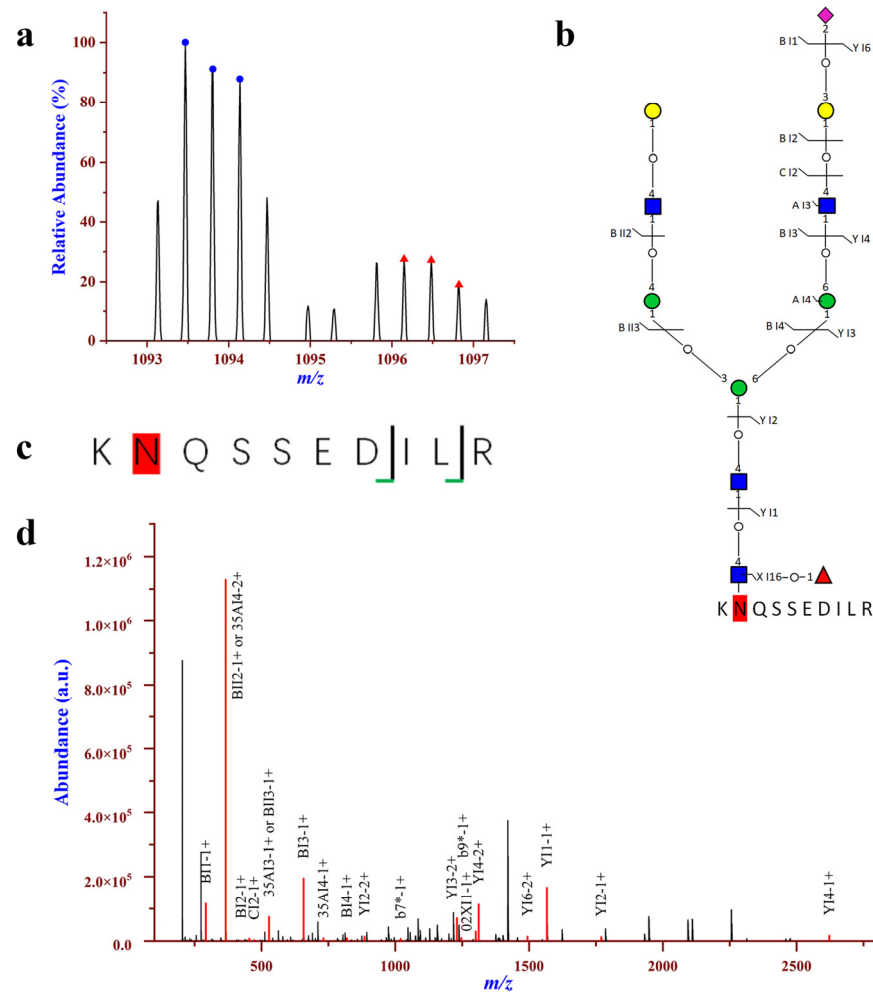 a
Relative Abundance (%)
100
80
60
40
20
0
1093 1094 1095 1096 1097
m/z
b
2
B I1 Y I6
3
1 1
B I2
C I2
4 4
A I3
1 1
B II2 B I3 Y I4
4 6
A I4
1 1
B II3 B I4 Y I3
3 6
1
Y I2
4
1
Y I1
4
X I16 1
K N Q S S E D I L R
c
K N Q S S E D I L R
d
Abundance (a.u.)
1.2×10⁶
1.0×10⁶
8.0×10⁵
6.0×10⁵
4.0×10⁵
2.0×10⁵
0.0
BI1-1+
BII2-1+ or 35AI4-2+
BI2-1+
CI2-1+
35AI3-1+ or BII3-1+
BI3-1+
35AI4-1+
BI4-1+
YI2-2+
b7*-1+
YI3-2+
b9*-1+
02XI1-1+
YI4-2+
YI6-2+
YI1-1+
YI2-1+
YI4-1+
500 1000 1500 2000 2500
m/z